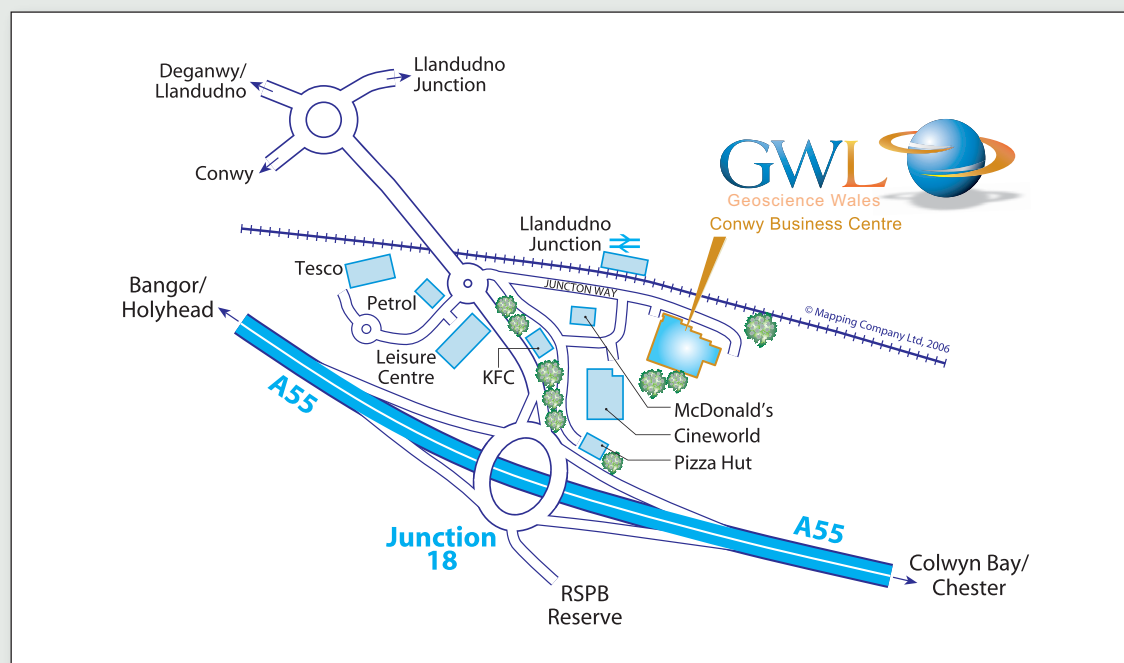 Deganwy/
Llandudno
Llandudno
Junction
Conwy
GWL
Geoscience Wales
Conwy Business Centre
Llandudno
Junction
Tesco
Petrol
JUNCTON WAY
Bangor/
Holyhead
© Mapping Company Ltd. 2006
Leisure
Centre
KFC
A55
McDonald's
Cineworld
Pizza Hut
Junction
18
A55
Colwyn Bay/
Chester
RSPB
Reserve